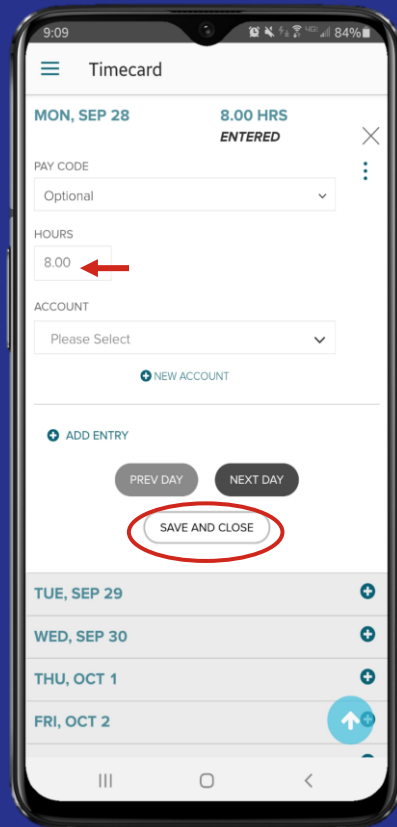 9:09 84%
Timecard
MON, SEP 28 8.00 HRS
ENTERED
PAY CODE
Optional
HOURS
8.00
ACCOUNT
Please Select
NEW ACCOUNT
ADD ENTRY
PREV DAY NEXT DAY
SAVE AND CLOSE
TUE, SEP 29
WED, SEP 30
THU, OCT 1
FRI, OCT 2